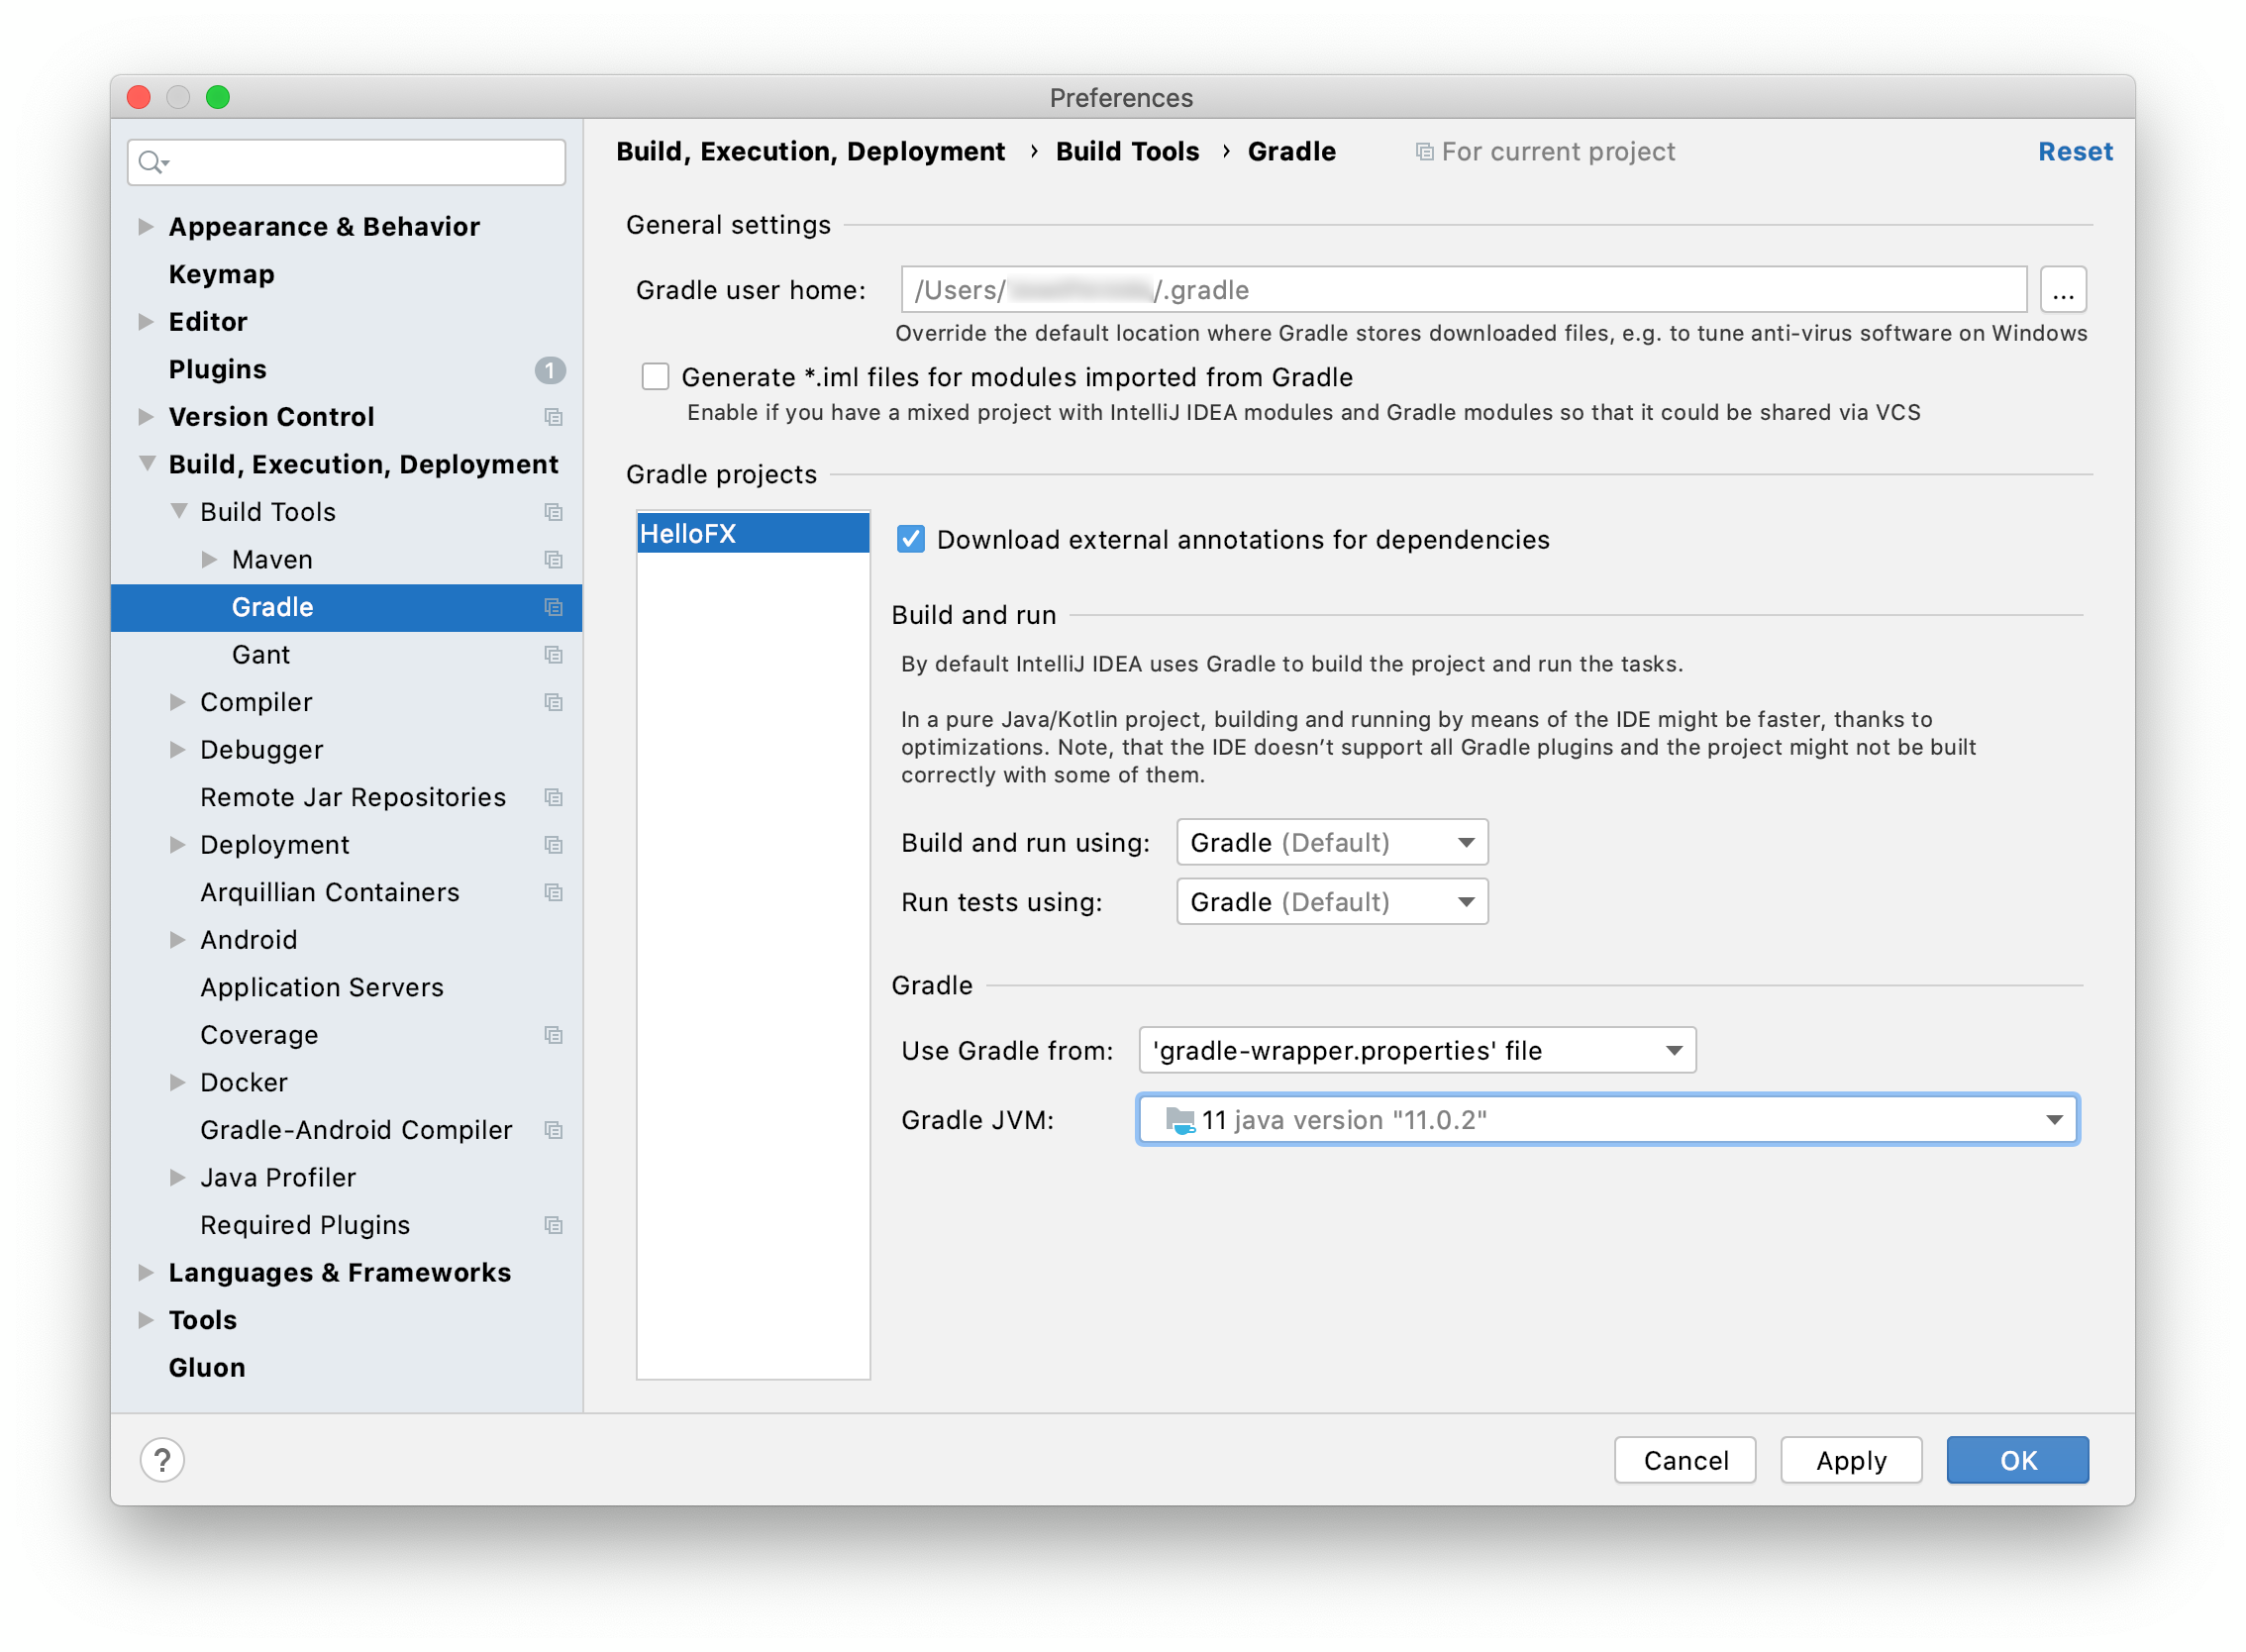 Preferences
Build, Execution, Deployment › Build Tools › Gradle For current project Reset
Appearance & Behavior
Keymap
Editor
Plugins 1
Version Control
Build, Execution, Deployment
Build Tools
Maven
Gradle
Gant
Compiler
Debugger
Remote Jar Repositories
Deployment
Arquillian Containers
Android
Application Servers
Coverage
Docker
Gradle-Android Compiler
Java Profiler
Required Plugins
Languages & Frameworks
Tools
Gluon
General settings
Gradle user home: /Users/ /.gradle ...
Override the default location where Gradle stores downloaded files, e.g. to tune anti-virus software on Windows
Generate *.iml files for modules imported from Gradle
Enable if you have a mixed project with IntelliJ IDEA modules and Gradle modules so that it could be shared via VCS
Gradle projects
HelloFX
Download external annotations for dependencies
Build and run
By default IntelliJ IDEA uses Gradle to build the project and run the tasks.
In a pure Java/Kotlin project, building and running by means of the IDE might be faster, thanks to
optimizations. Note, that the IDE doesn't support all Gradle plugins and the project might not be built
correctly with some of them.
Build and run using: Gradle (Default)
Run tests using: Gradle (Default)
Gradle
Use Gradle from: 'gradle-wrapper.properties' file
Gradle JVM: 11 java version "11.0.2"
? Cancel Apply OK